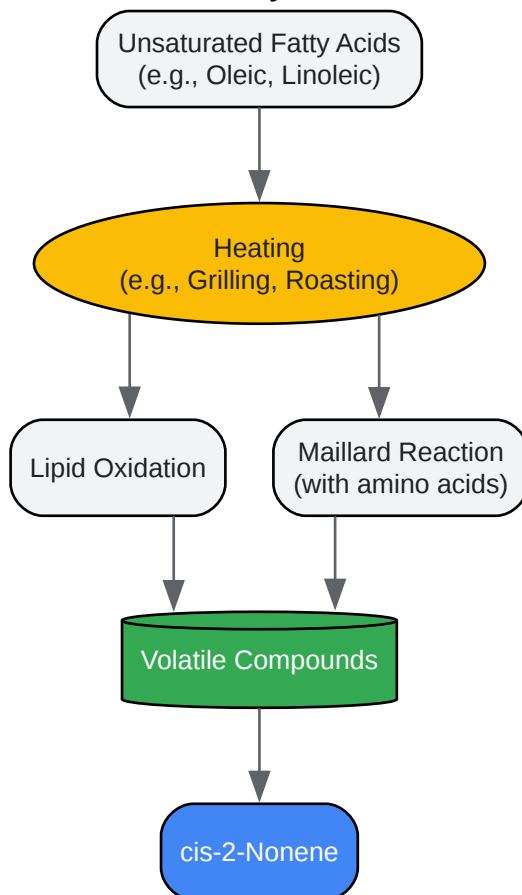 Unsaturated Fatty Acids
(e.g., Oleic, Linoleic)
Heating
(e.g., Grilling, Roasting)
Lipid Oxidation
Maillard Reaction
(with amino acids)
Volatile Compounds
cis-2-Nonene